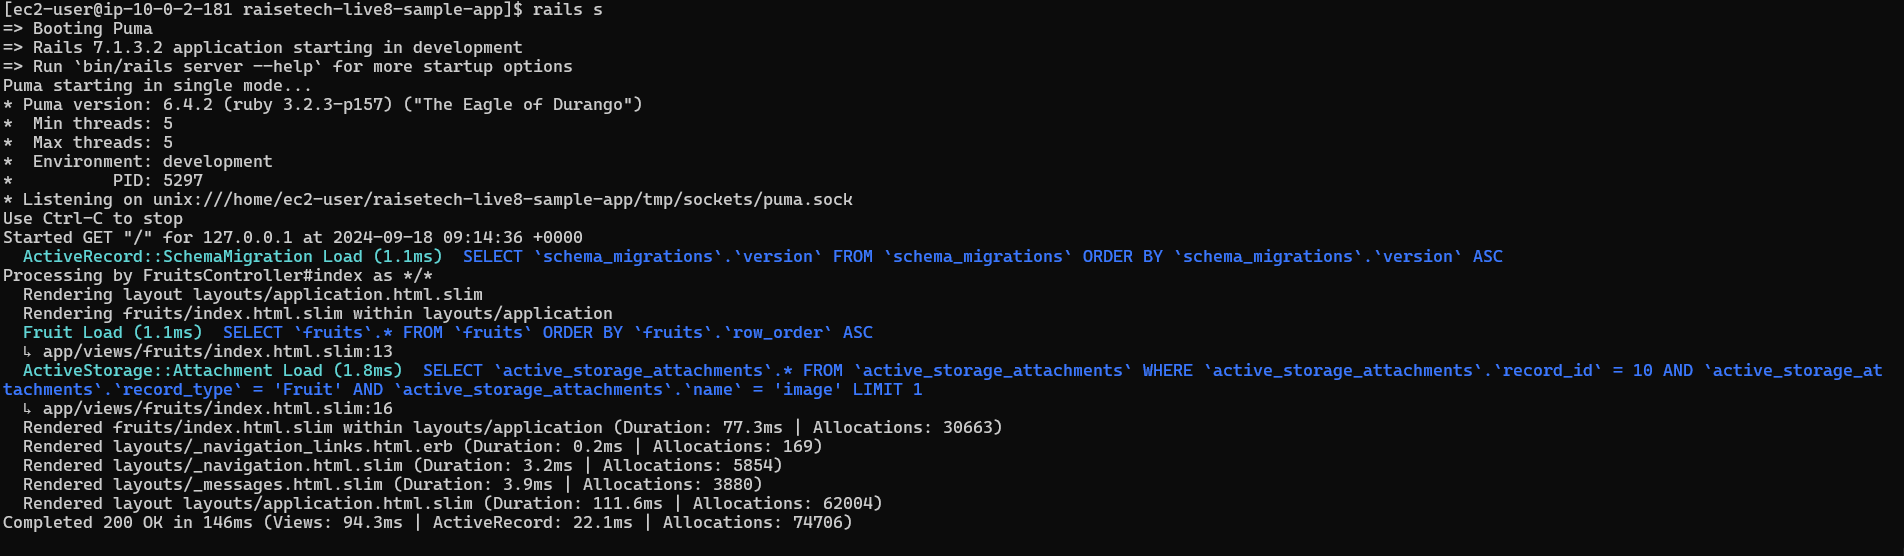 [ec2-user@ip-10-0-2-181 raisetech-live8-sample-app]$ rails s
=> Booting Puma
=> Rails 7.1.3.2 application starting in development
=> Run `bin/rails server --help` for more startup options
Puma starting in single mode...
* Puma version: 6.4.2 (ruby 3.2.3-p157) ("The Eagle of Durango")
*  Min threads: 5
*  Max threads: 5
*  Environment: development
*          PID: 5297
* Listening on unix:///home/ec2-user/raisetech-live8-sample-app/tmp/sockets/puma.sock
Use Ctrl-C to stop
Started GET "/" for 127.0.0.1 at 2024-09-18 09:14:36 +0000
  ActiveRecord::SchemaMigration Load (1.1ms)  SELECT `schema_migrations`.`version` FROM `schema_migrations` ORDER BY `schema_migrations`.`version` ASC
Processing by FruitsController#index as */*
  Rendering layout layouts/application.html.slim
  Rendering fruits/index.html.slim within layouts/application
  Fruit Load (1.1ms)  SELECT `fruits`.* FROM `fruits` ORDER BY `fruits`.`row_order` ASC
  ↳ app/views/fruits/index.html.slim:13
  ActiveStorage::Attachment Load (1.8ms)  SELECT `active_storage_attachments`.* FROM `active_storage_attachments` WHERE `active_storage_attachments`.`record_id` = 10 AND `active_storage_at
tachments`.`record_type` = 'Fruit' AND `active_storage_attachments`.`name` = 'image' LIMIT 1
  ↳ app/views/fruits/index.html.slim:16
  Rendered fruits/index.html.slim within layouts/application (Duration: 77.3ms | Allocations: 30663)
  Rendered layouts/_navigation_links.html.erb (Duration: 0.2ms | Allocations: 169)
  Rendered layouts/_navigation.html.slim (Duration: 3.2ms | Allocations: 5854)
  Rendered layouts/_messages.html.slim (Duration: 3.9ms | Allocations: 3880)
  Rendered layout layouts/application.html.slim (Duration: 111.6ms | Allocations: 62004)
Completed 200 OK in 146ms (Views: 94.3ms | ActiveRecord: 22.1ms | Allocations: 74706)